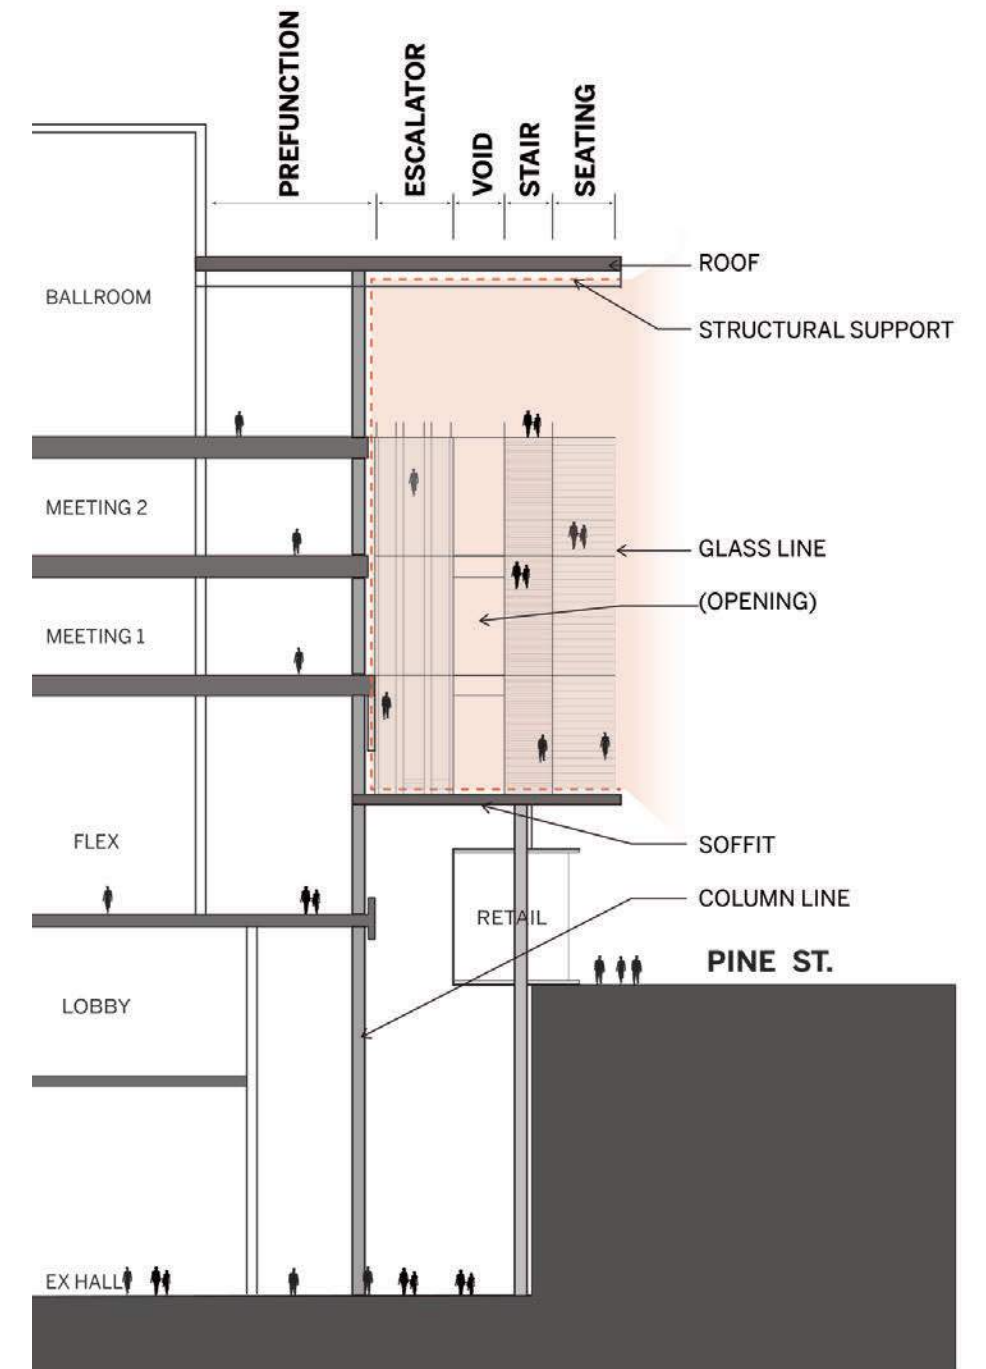 PREFUNCTION
ESCALATOR
VOID
STAIR
SEATING
ROOF
BALLROOM
STRUCTURAL SUPPORT
MEETING 2
GLASS LINE
(OPENING)
MEETING 1
FLEX
SOFFIT
COLUMN LINE
RETAIL
PINE ST.
LOBBY
EX HALL